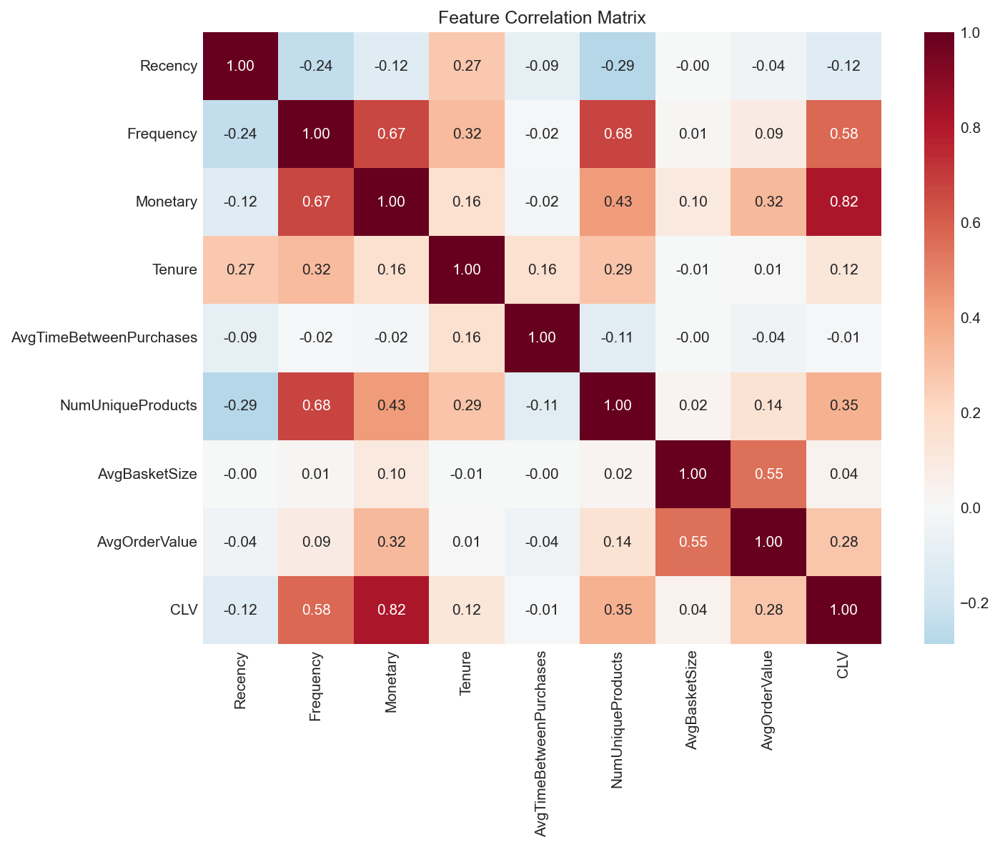 Feature Correlation Matrix
Recency 1.00 -0.24 -0.12 0.27 -0.09 -0.29 -0.00 -0.04 -0.12
Frequency -0.24 1.00 0.67 0.32 -0.02 0.68 0.01 0.09 0.58
Monetary -0.12 0.67 1.00 0.16 -0.02 0.43 0.10 0.32 0.82
Tenure 0.27 0.32 0.16 1.00 0.16 0.29 -0.01 0.01 0.12
AvgTimeBetweenPurchases -0.09 -0.02 -0.02 0.16 1.00 -0.11 -0.00 -0.04 -0.01
NumUniqueProducts -0.29 0.68 0.43 0.29 -0.11 1.00 0.02 0.14 0.35
AvgBasketSize -0.00 0.01 0.10 -0.01 -0.00 0.02 1.00 0.55 0.04
AvgOrderValue -0.04 0.09 0.32 0.01 -0.04 0.14 0.55 1.00 0.28
CLV -0.12 0.58 0.82 0.12 -0.01 0.35 0.04 0.28 1.00
Recency
Frequency
Monetary
Tenure
AvgTimeBetweenPurchases
NumUniqueProducts
AvgBasketSize
AvgOrderValue
CLV
1.0
0.8
0.6
0.4
0.2
0.0
−0.2